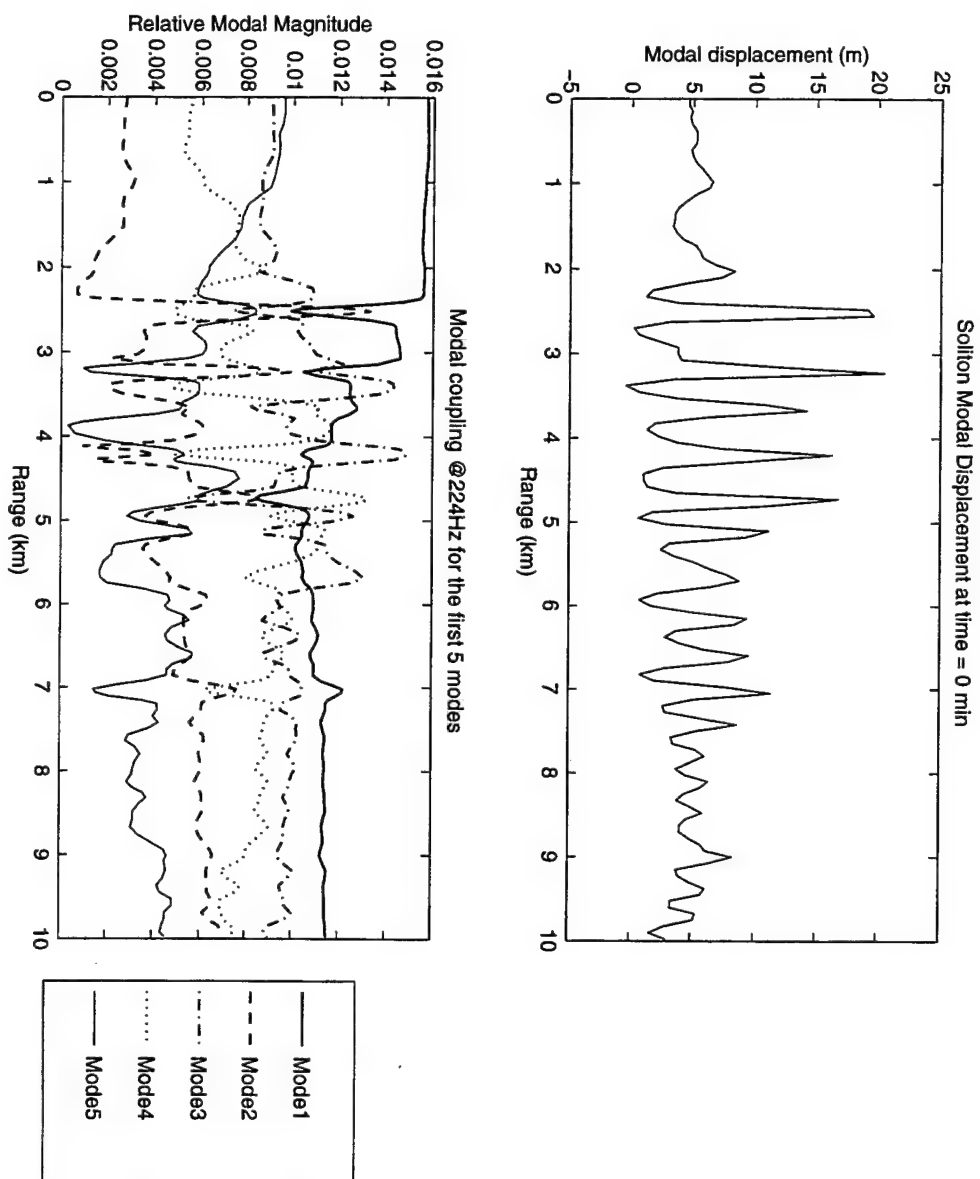 Soliton Modal Displacement at time = 0 min
Modal displacement (m)
25
20
15
10
5
0
−5
0 1 2 3 4 5 6 7 8 9 10
Range (km)
Modal coupling @224Hz for the first 5 modes
Relative Modal Magnitude
0.016
0.014
0.012
0.01
0.008
0.006
0.004
0.002
0
0 1 2 3 4 5 6 7 8 9 10
Range (km)
Mode1
Mode2
Mode3
Mode4
Mode5